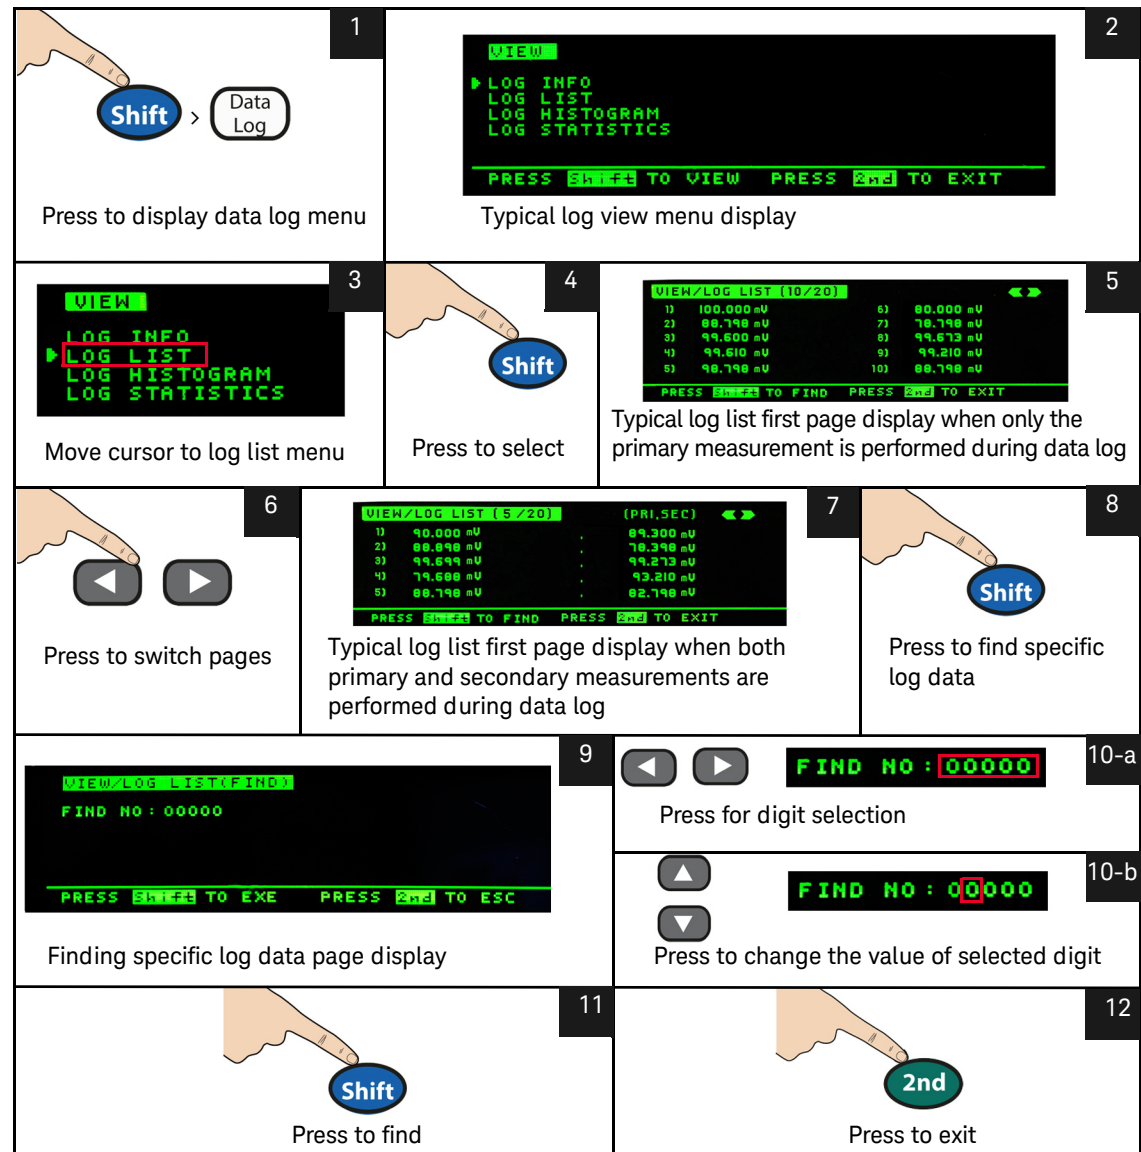 1
Shift > Data
Log
Press to display data log menu
2
VIEW
LOG INFO
LOG LIST
LOG HISTOGRAM
LOG STATISTICS
PRESS Shift TO VIEW PRESS 2nd TO EXIT
Typical log view menu display
3
VIEW
LOG INFO
LOG LIST
LOG HISTOGRAM
LOG STATISTICS
Move cursor to log list menu
4
Shift
Press to select
5
VIEW/LOG LIST (10/20)
1) 100.000 mV 6) 80.000 mV
2) 88.798 mV 7) 78.798 mV
3) 99.600 mV 8) 99.673 mV
4) 99.610 mV 9) 99.210 mV
5) 98.798 mV 10) 88.798 mV
PRESS Shift TO FIND PRESS 2nd TO EXIT
Typical log list first page display when only the
primary measurement is performed during data log
6
Press to switch pages
7
VIEW/LOG LIST (5/20) (PRI,SEC)
1) 90.000 mV , 89.300 mV
2) 88.898 mV , 78.398 mV
3) 99.699 mV , 99.273 mV
4) 79.688 mV , 93.210 mV
5) 88.798 mV , 82.798 mV
PRESS Shift TO FIND PRESS 2nd TO EXIT
Typical log list first page display when both
primary and secondary measurements are
performed during data log
8
Shift
Press to find specific
log data
9
VIEW/LOG LIST(FIND)
FIND NO:00000
PRESS Shift TO EXE PRESS 2nd TO ESC
Finding specific log data page display
10-a
FIND NO:00000
Press for digit selection
10-b
FIND NO:00000
Press to change the value of selected digit
11
Shift
Press to find
12
2nd
Press to exit